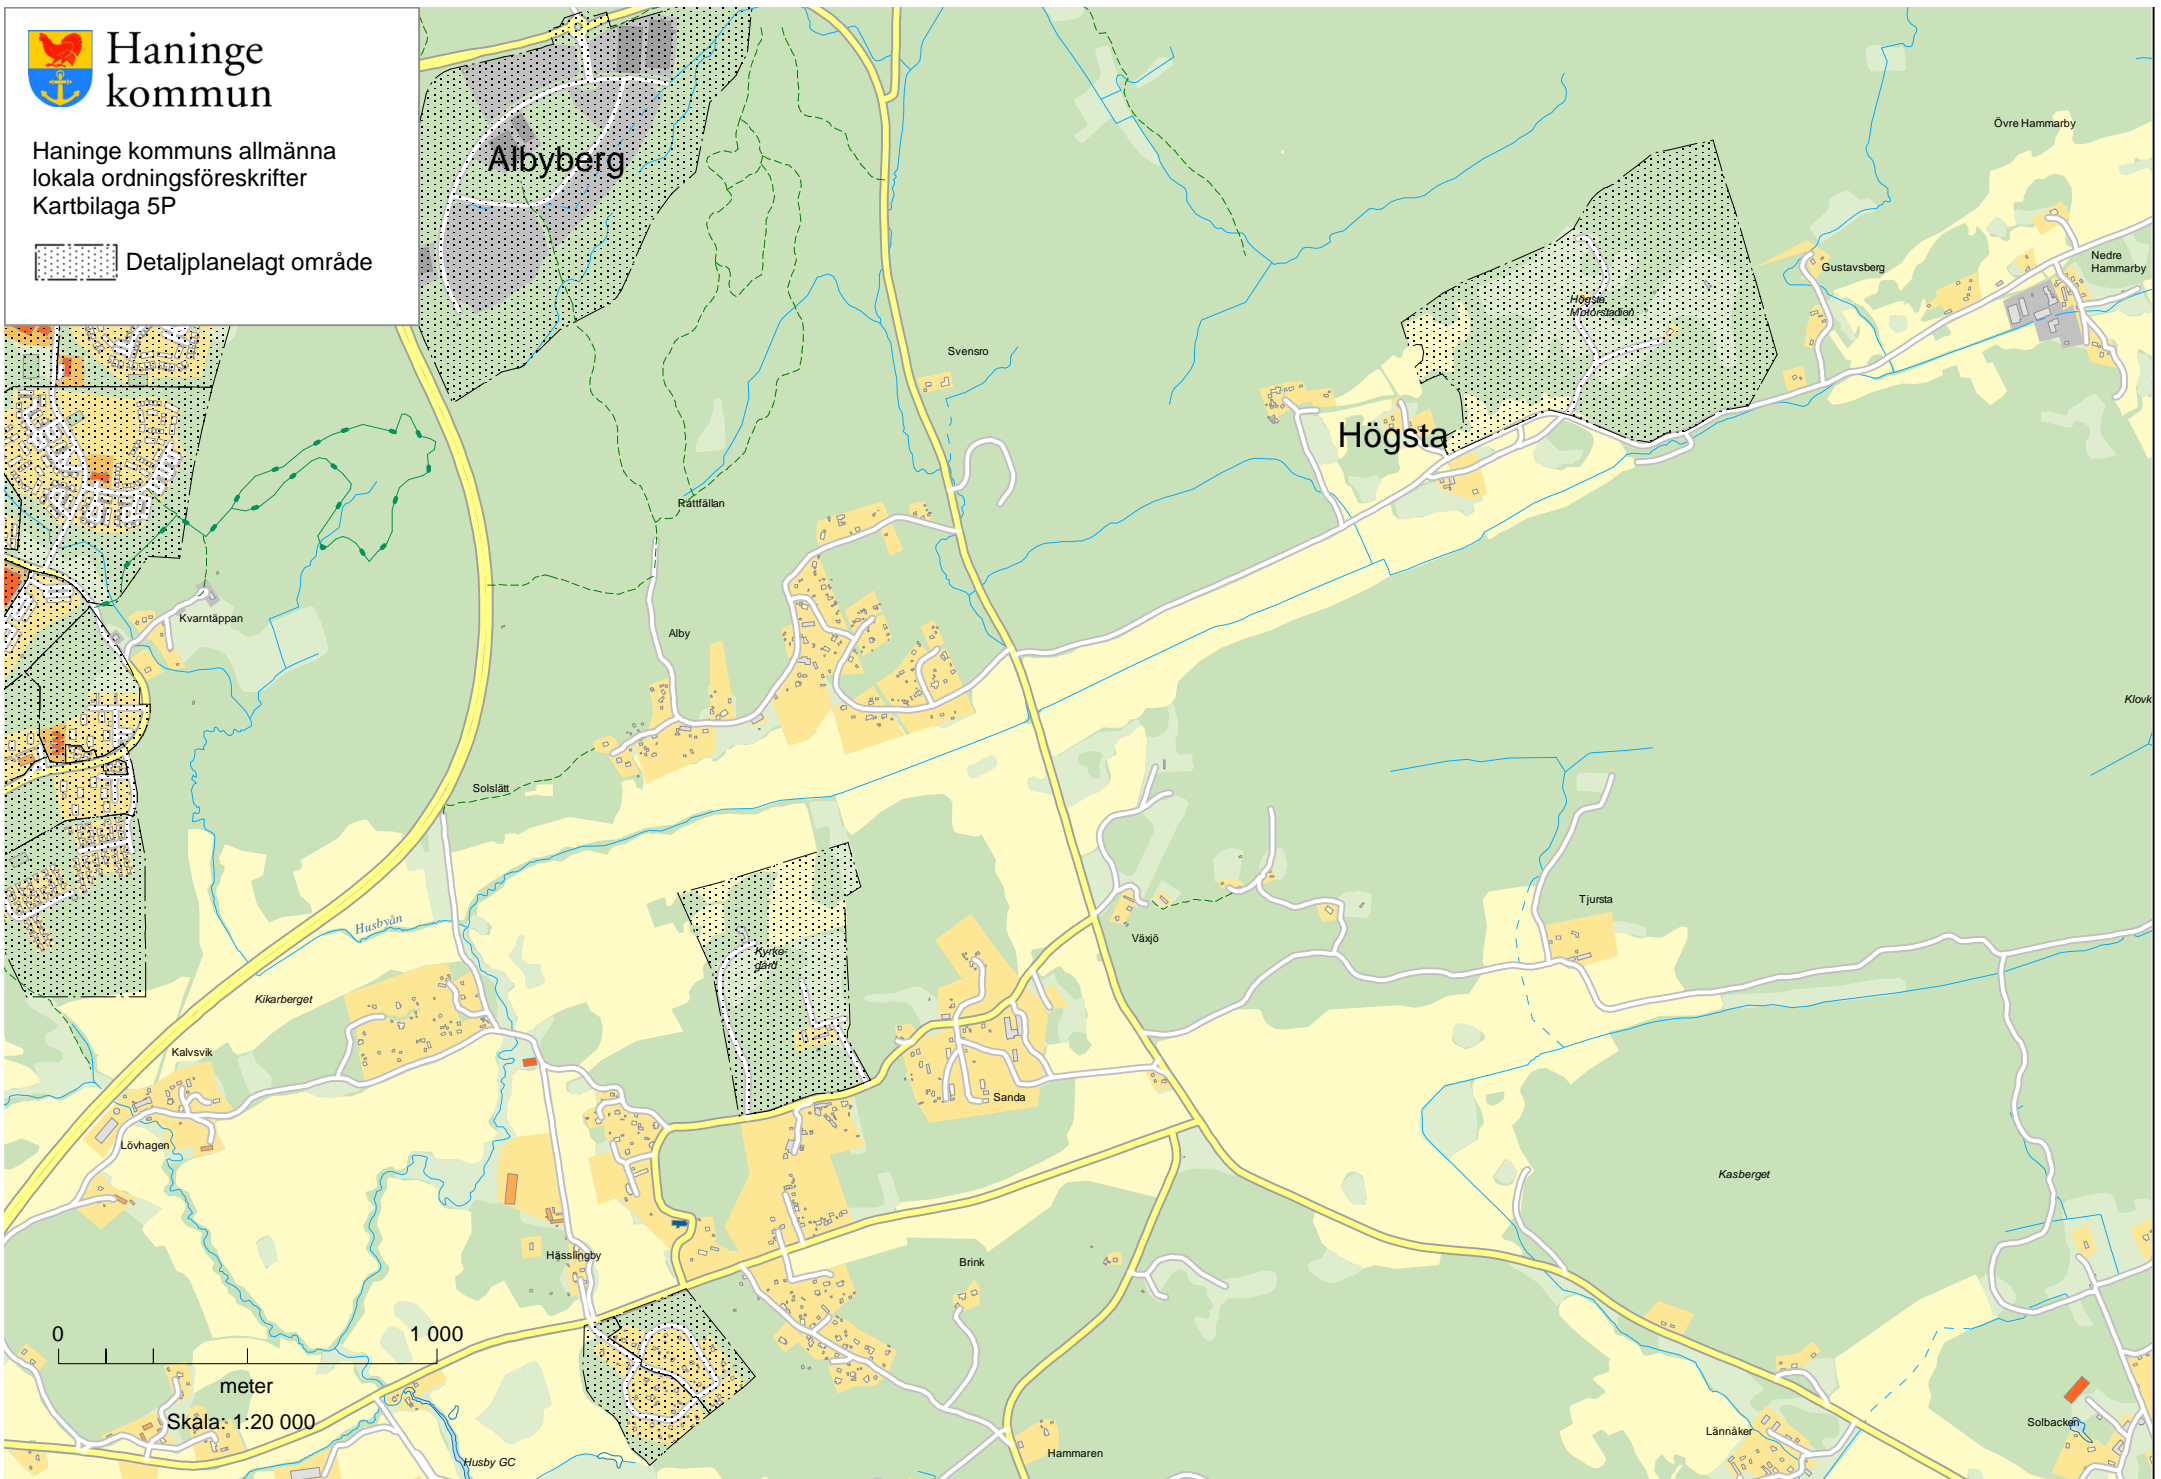 Haninge
kommun
Haninge kommuns allmänna
lokala ordningsföreskrifter
Kartbilaga 5P
Detaljplanelagt område
Albyberg
Övre Hammarby
Gustavsberg
Nedre
Hammarby
Högsta
Motorstadion
Svensro
Högsta
Rattfällan
Kvarntäppan
Alby
Klovk
Solslätt
Tjursta
Husbyån
Växjö
Kyrko
gård
Kikarberget
Kalvsvik
Sanda
Lövhagen
Kasberget
Hässlingby
Brink
0
1 000
meter
Skala: 1:20 000
Solbacken
Lännåker
Hammaren
Husby GC